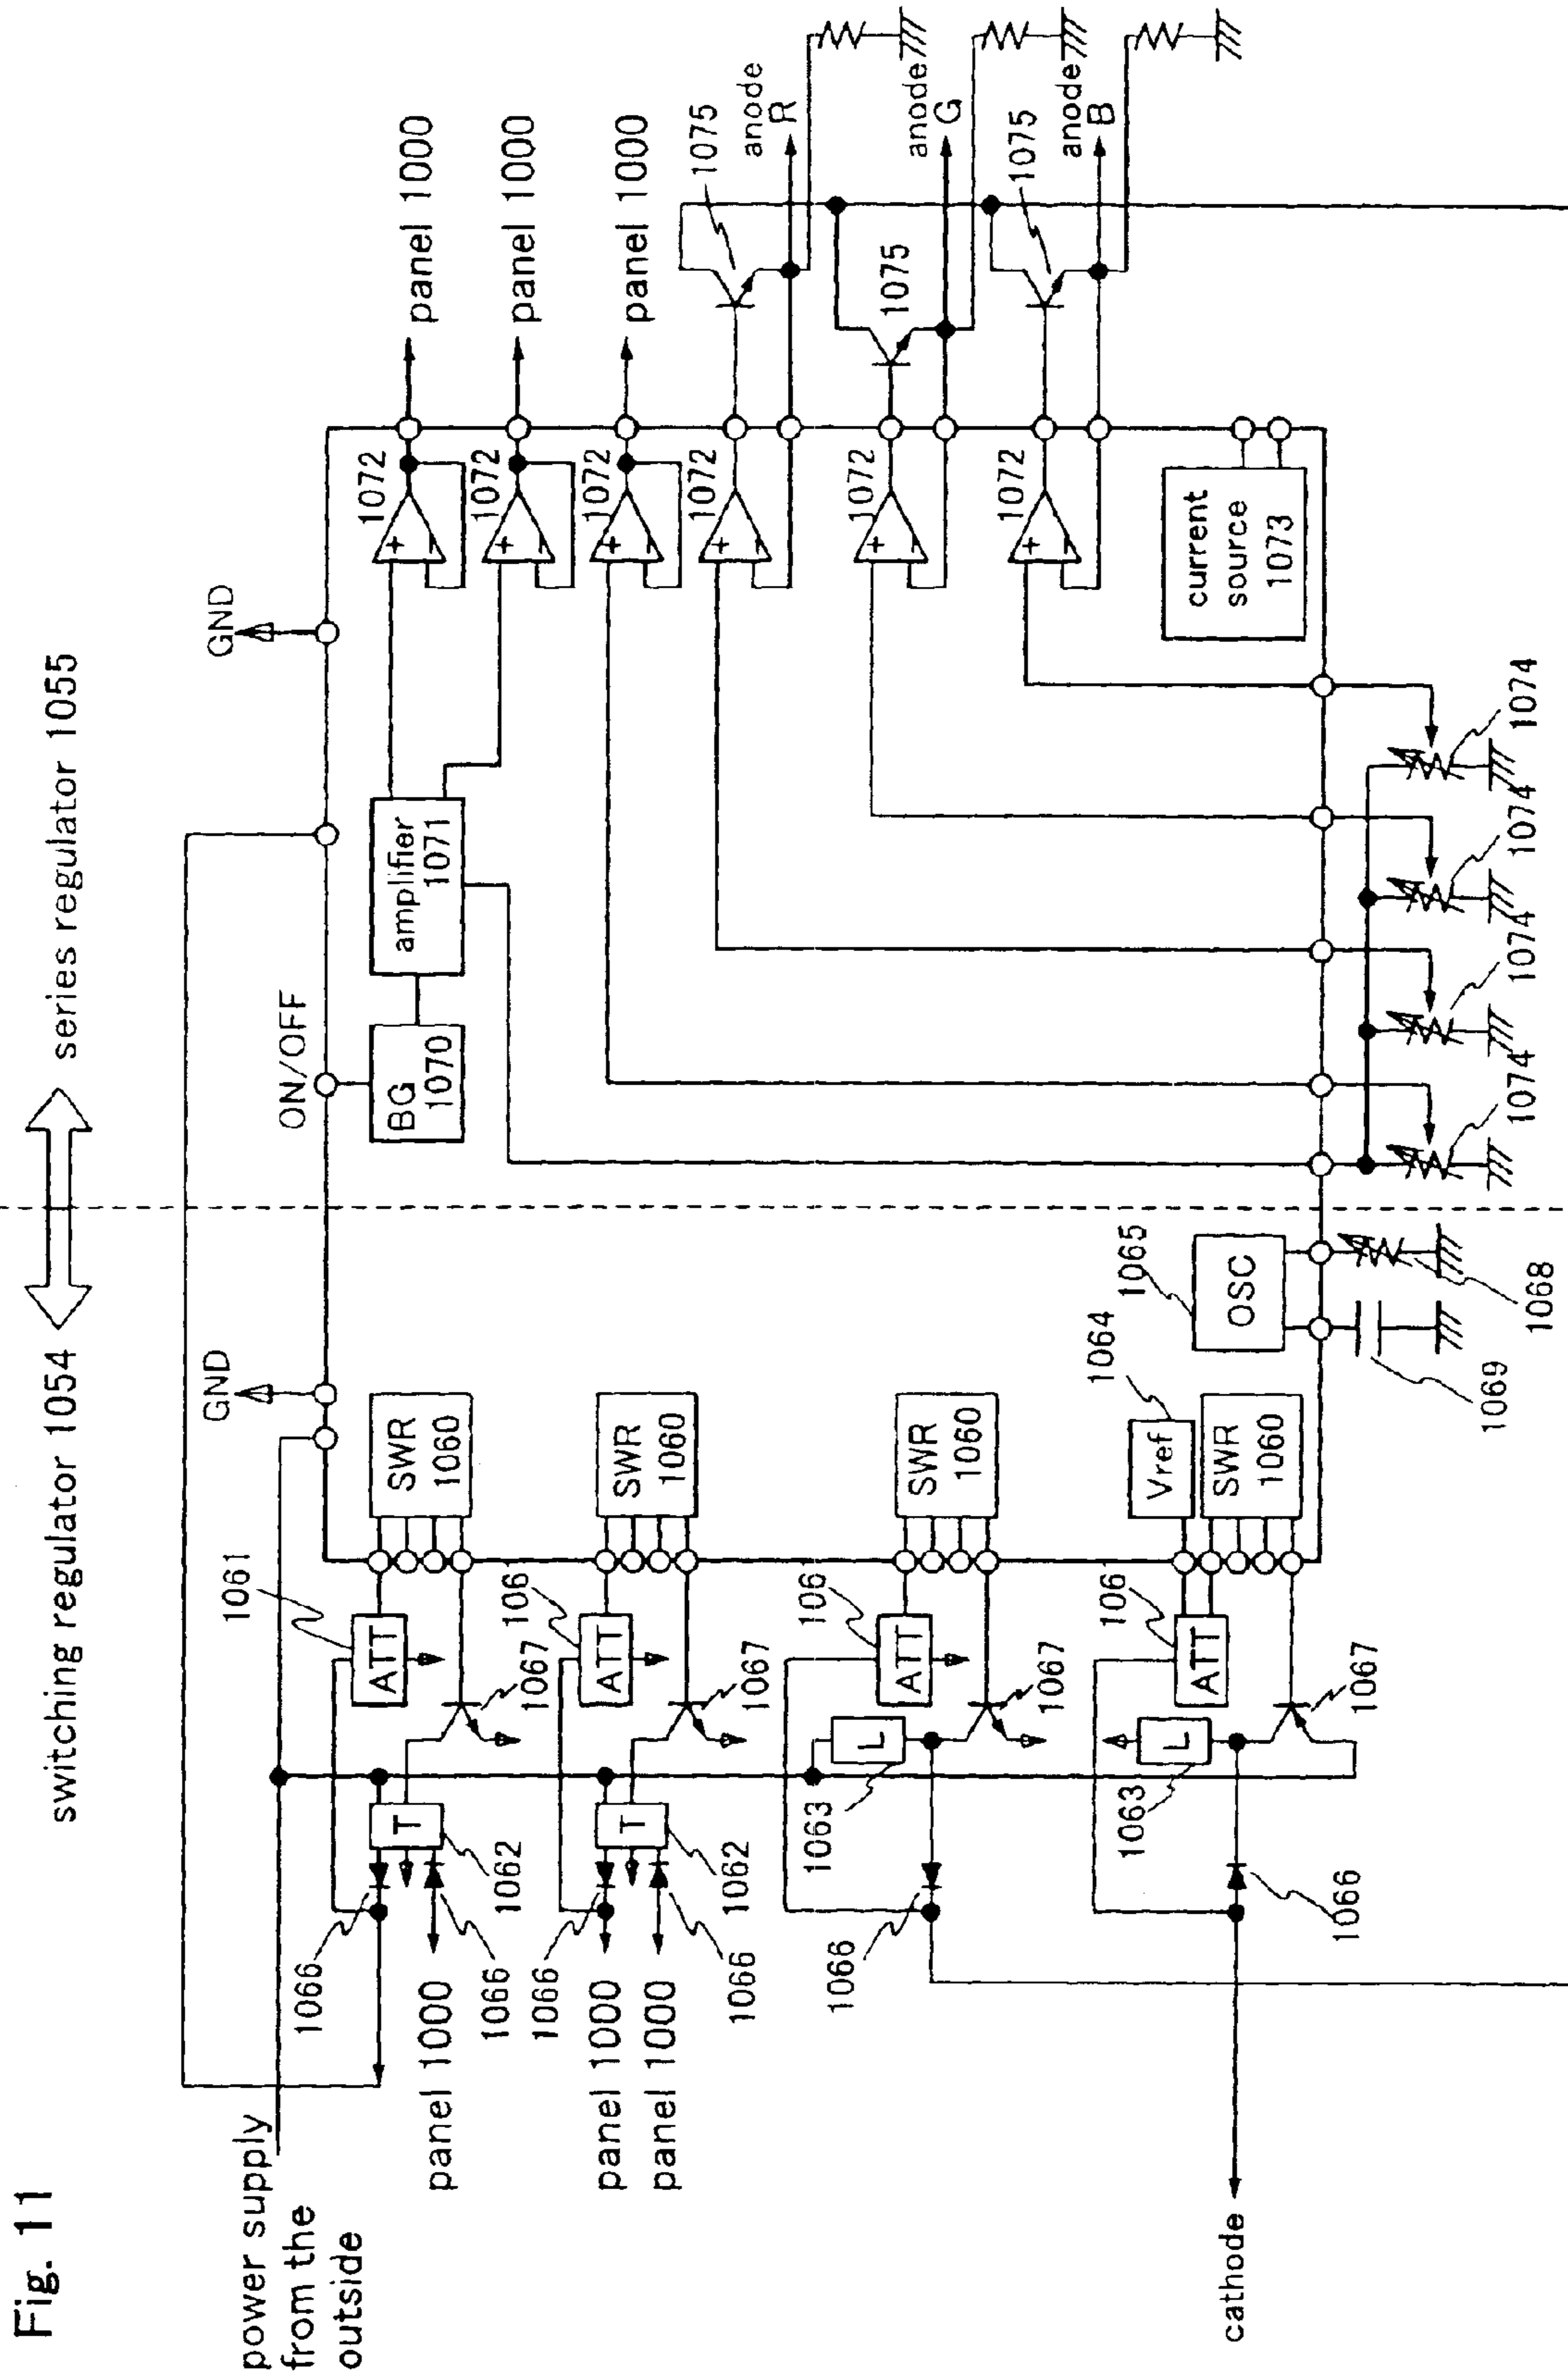 Fig. 11
switching regulator 1054
series regulator 1055
power supply
from the
outside
GND
ON/OFF
GND
1061
ATT
SWR
1060
1067
T
1062
1066
1066
panel 1000
106
ATT
SWR
1060
1067
T
1062
1066
1066
panel 1000
panel 1000
106
ATT
SWR
1060
1067
L
1063
1066
106
ATT
Vref
1064
SWR
1060
1067
L
1063
1066
cathode
OSC
1065
1068
1069
BG
1070
amplifier
1071
+
−
1072
panel 1000
+
−
1072
panel 1000
+
−
1072
panel 1000
+
−
1072
1075
anode
R
+
−
1072
1075
anode
G
+
−
1072
1075
anode
B
current
source
1073
1074
1074
1074
1074